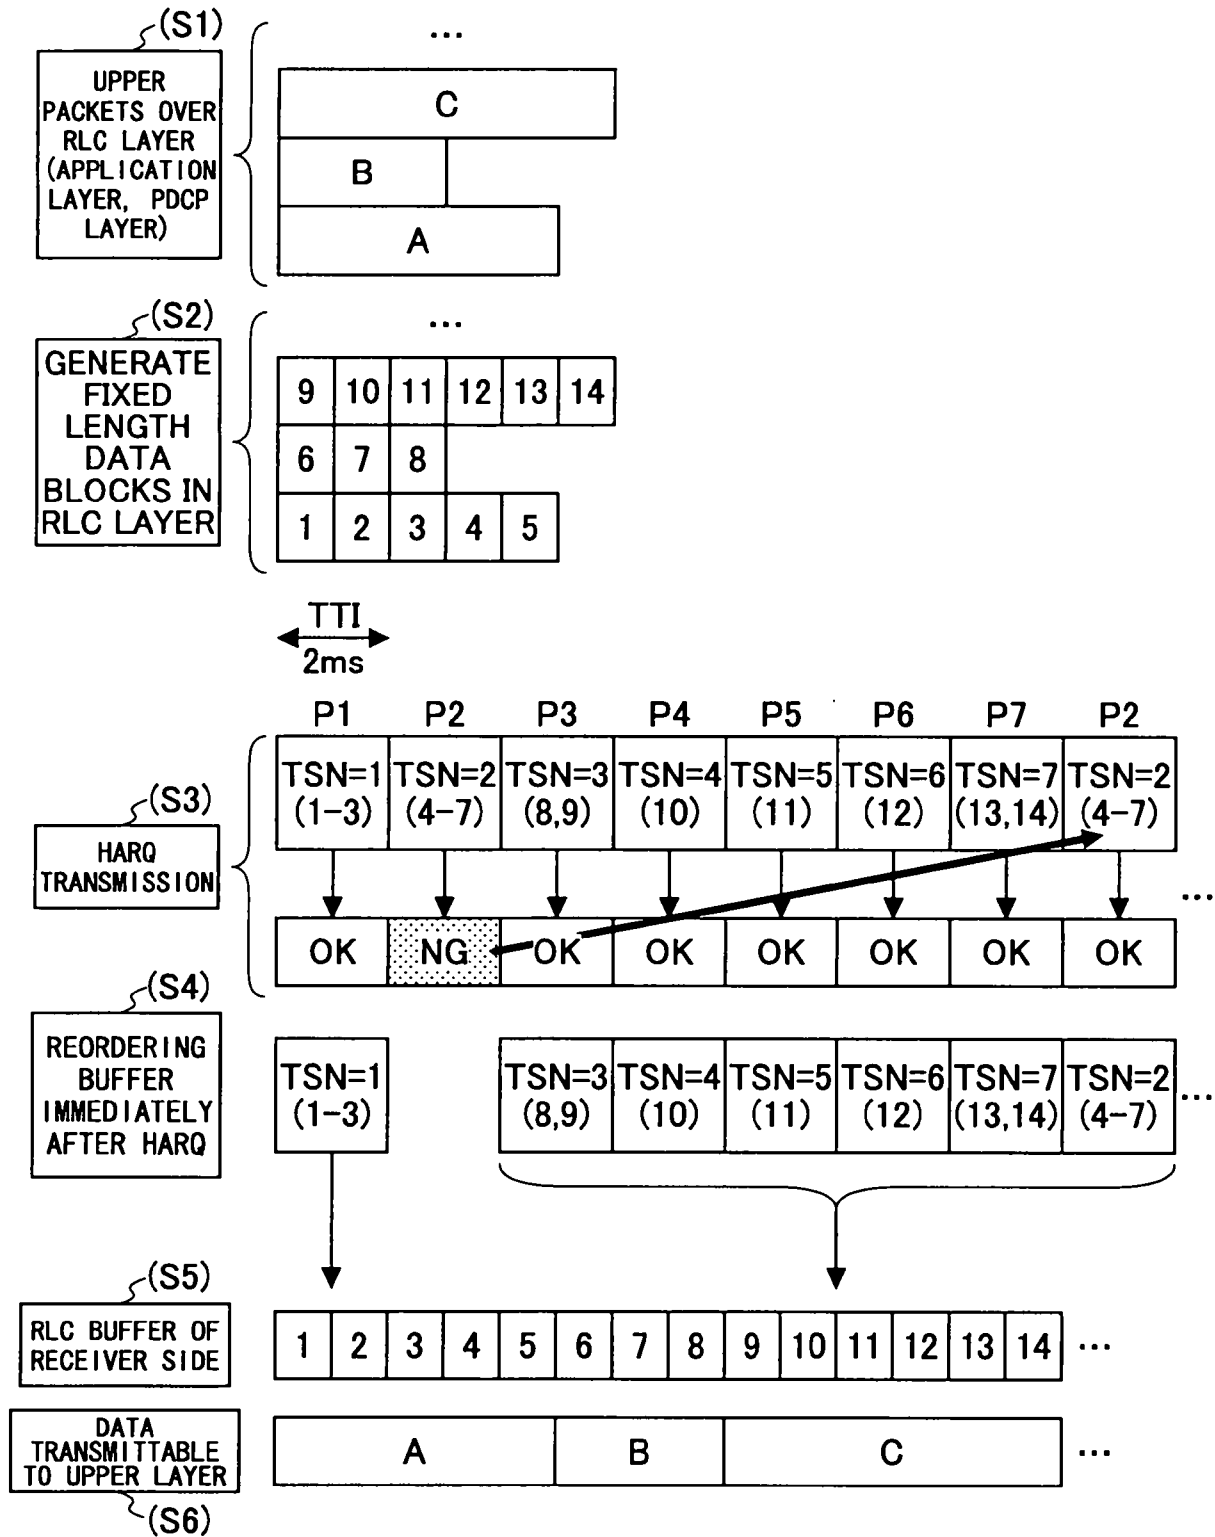 (S1)
UPPER
PACKETS OVER
RLC LAYER
(APPLICATION
LAYER, PDCP
LAYER)
...
C
B
A
(S2)
GENERATE
FIXED
LENGTH
DATA
BLOCKS IN
RLC LAYER
...
9 10 11 12 13 14
6 7 8
1 2 3 4 5
TTI
2ms
P1 P2 P3 P4 P5 P6 P7 P2
(S3)
HARQ
TRANSMISSION
TSN=1 TSN=2 TSN=3 TSN=4 TSN=5 TSN=6 TSN=7 TSN=2
(1-3) (4-7) (8,9) (10) (11) (12) (13,14) (4-7)
...
OK NG OK OK OK OK OK OK
(S4)
REORDERING
BUFFER
IMMEDIATELY
AFTER HARQ
TSN=1 TSN=3 TSN=4 TSN=5 TSN=6 TSN=7 TSN=2
(1-3) (8,9) (10) (11) (12) (13,14) (4-7)
...
(S5)
RLC BUFFER OF
RECEIVER SIDE
1 2 3 4 5 6 7 8 9 10 11 12 13 14 ...
DATA
TRANSMITTABLE
TO UPPER LAYER
(S6)
A B C ...